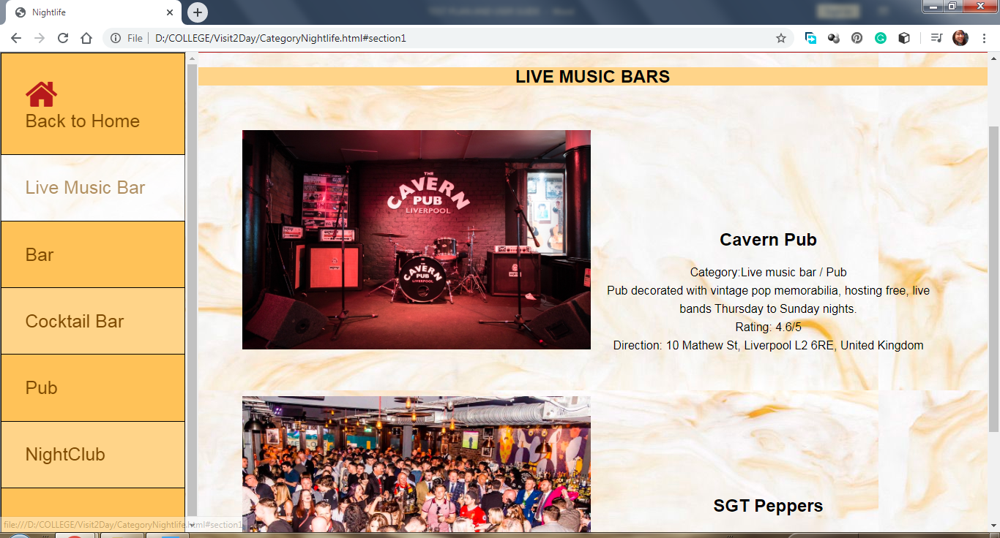 Nightlife
File
D:/COLLEGE/Visit2Day/CategoryNightlife.html#section1
Back to Home
Live Music Bar
Bar
Cocktail Bar
Pub
NightClub
file:///D:/COLLEGE/Visit2Day/CategoryNightlife.html#section1
LIVE MUSIC BARS
THE
CAVERN
PUB
LIVERPOOL
THE
CAVERN
PUB
LIVERPOOL
Cavern Pub
Category:Live music bar / Pub
Pub decorated with vintage pop memorabilia, hosting free, live
bands Thursday to Sunday nights.
Rating: 4.6/5
Direction: 10 Mathew St, Liverpool L2 6RE, United Kingdom
SGT Peppers